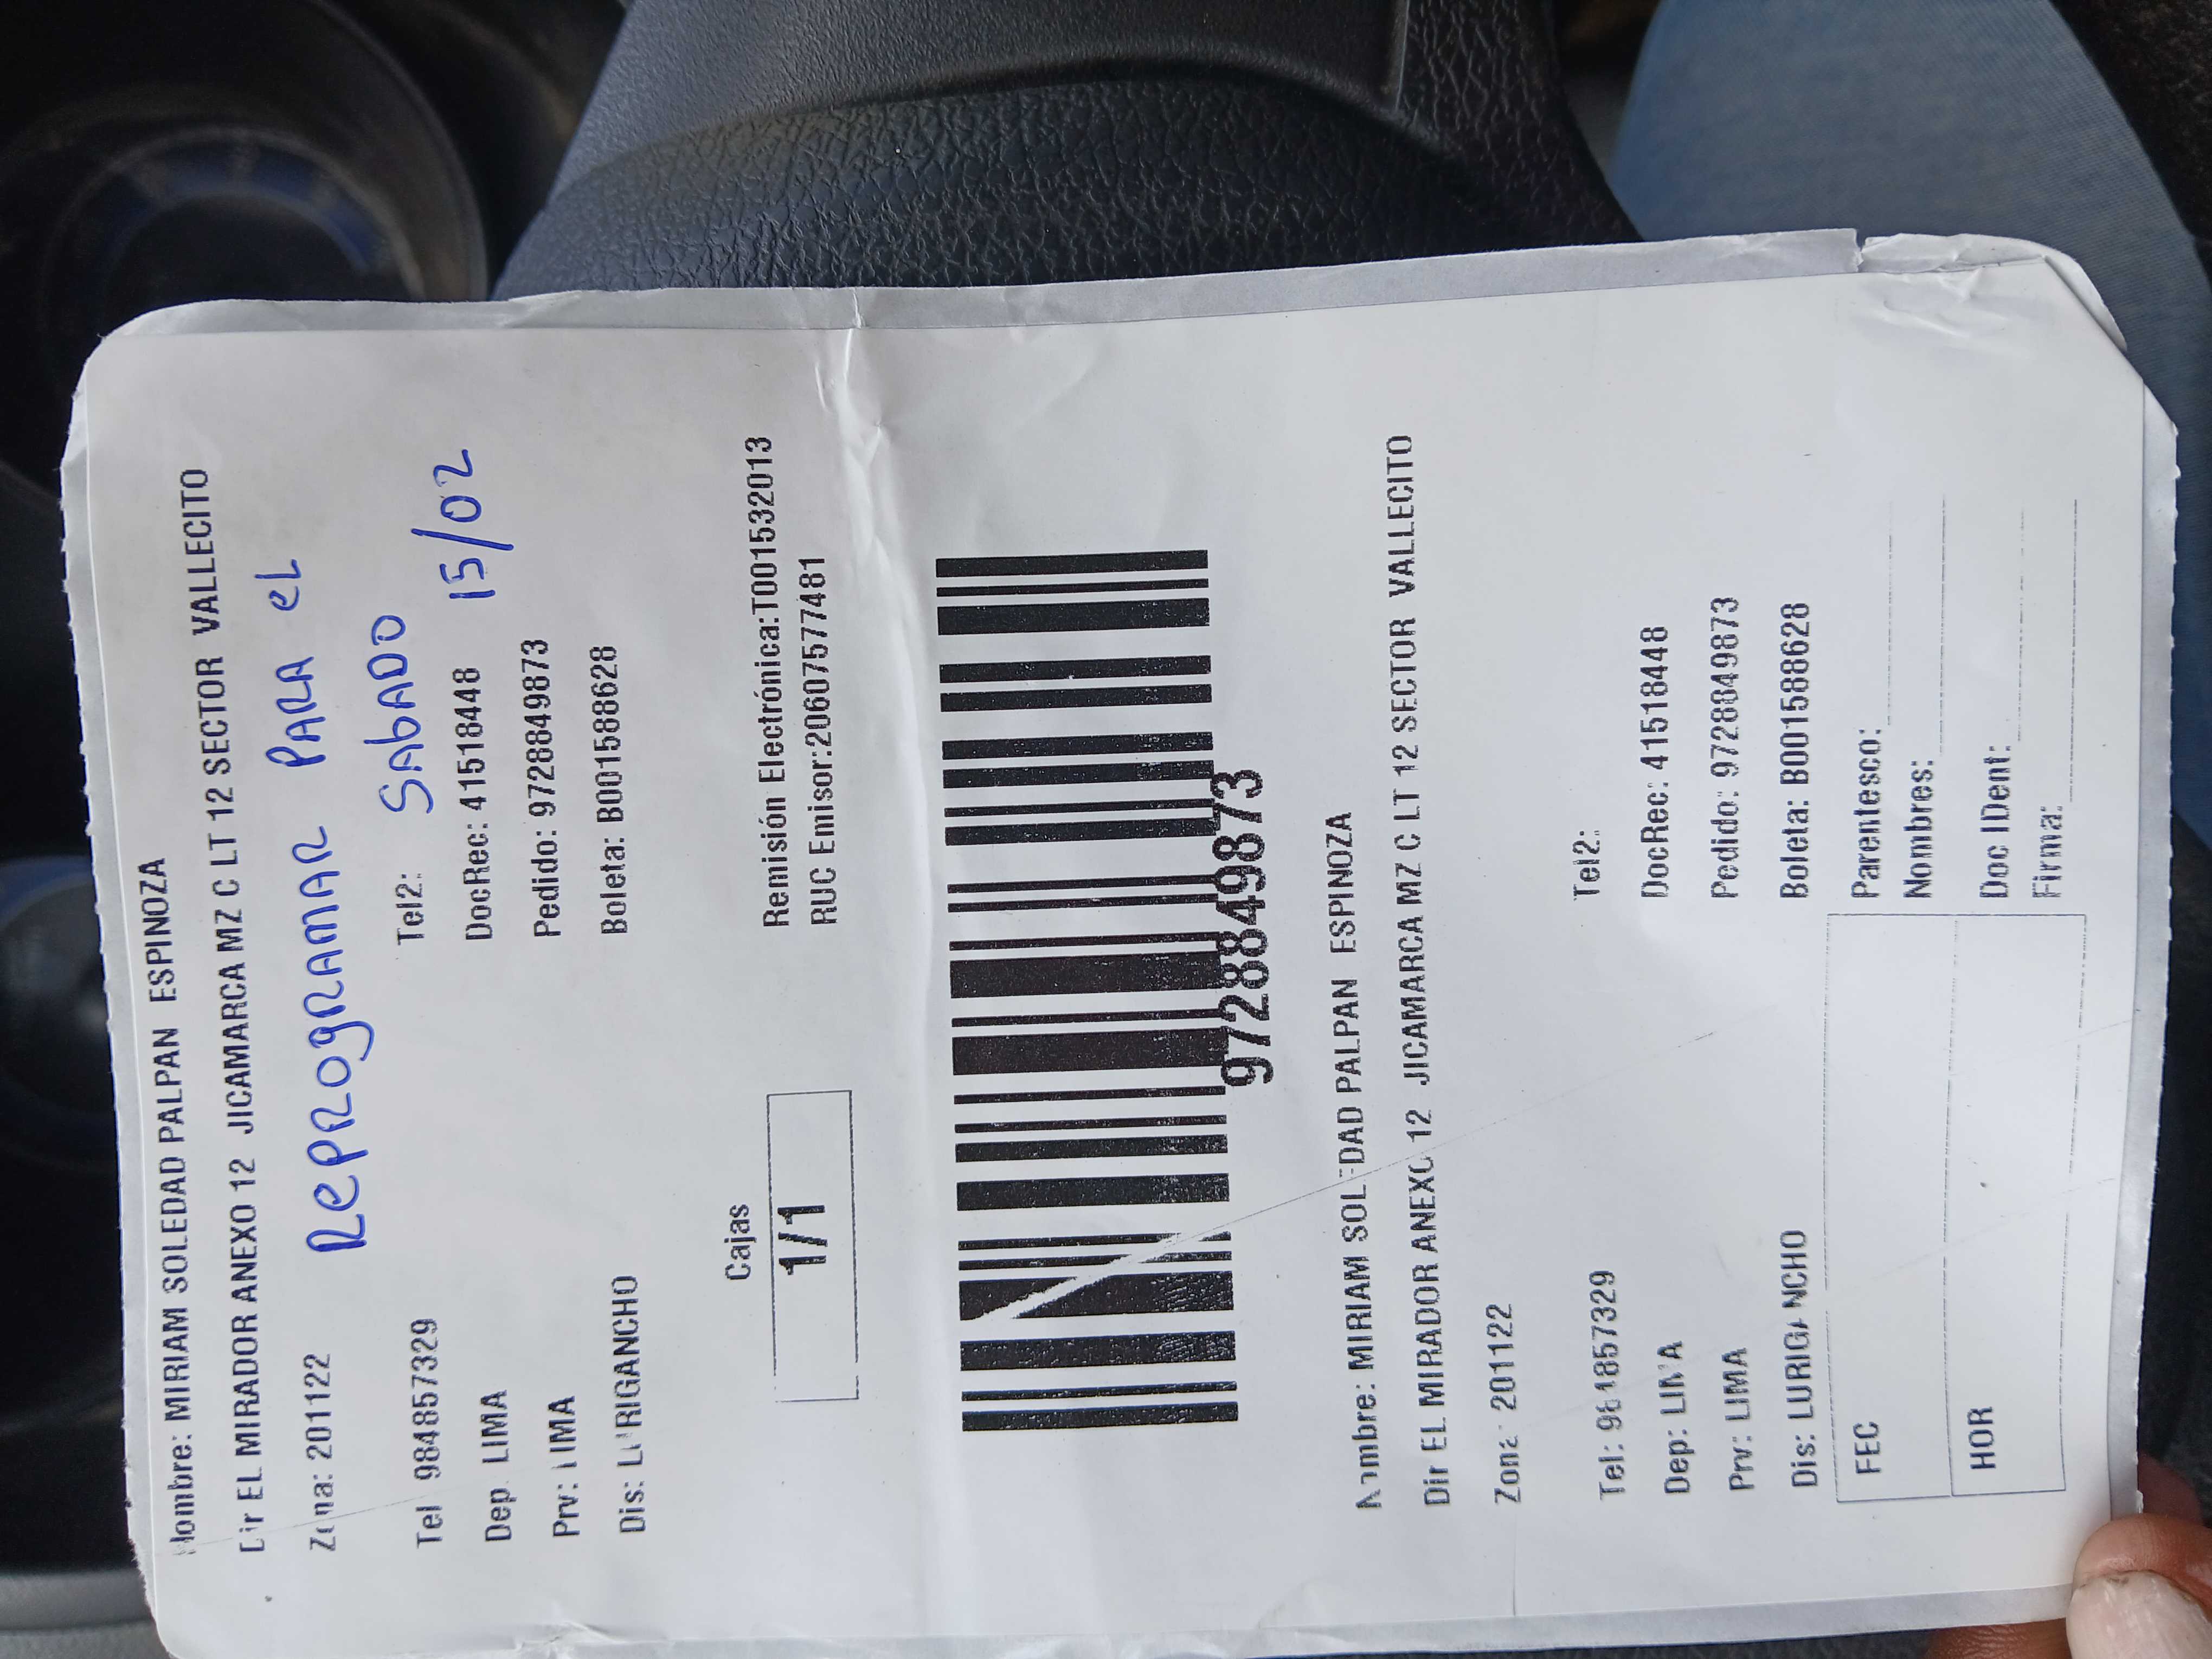 Nombre: MIRIAM SOLEDAD PALPAN ESPINOZA
Dir EL MIRADOR ANEXO 12 JICAMARCA MZ C LT 12 SECTOR VALLECITO
Zona: 201122
RePROgRAMAR PARA eL
SAbADO 15/02
Tel 984857329 Tel2:
Dep LIMA DocRec: 41518448
Prv: LIMA Pedido: 972884987​3
Dis: LURIGANCHO Boleta: B001588628
Cajas
1/1
Remisión Electrónica:T001532013
RUC Emisor:20607577481
9728849873
Nombre: MIRIAM SOLEDAD PALPAN ESPINOZA
Dir EL MIRADOR ANEXO 12 JICAMARCA MZ C LT 12 SECTOR VALLECITO
Zona: 201122
Tel: Tel2:
Dep: LIMA DocRec: 41518448
Prv: LIMA Pedido: 9728849873
Dis: LURIGANCHO Boleta: B001588628
FEC
HOR
Parentesco:
Nombres:
Doc IDent:
Firma: